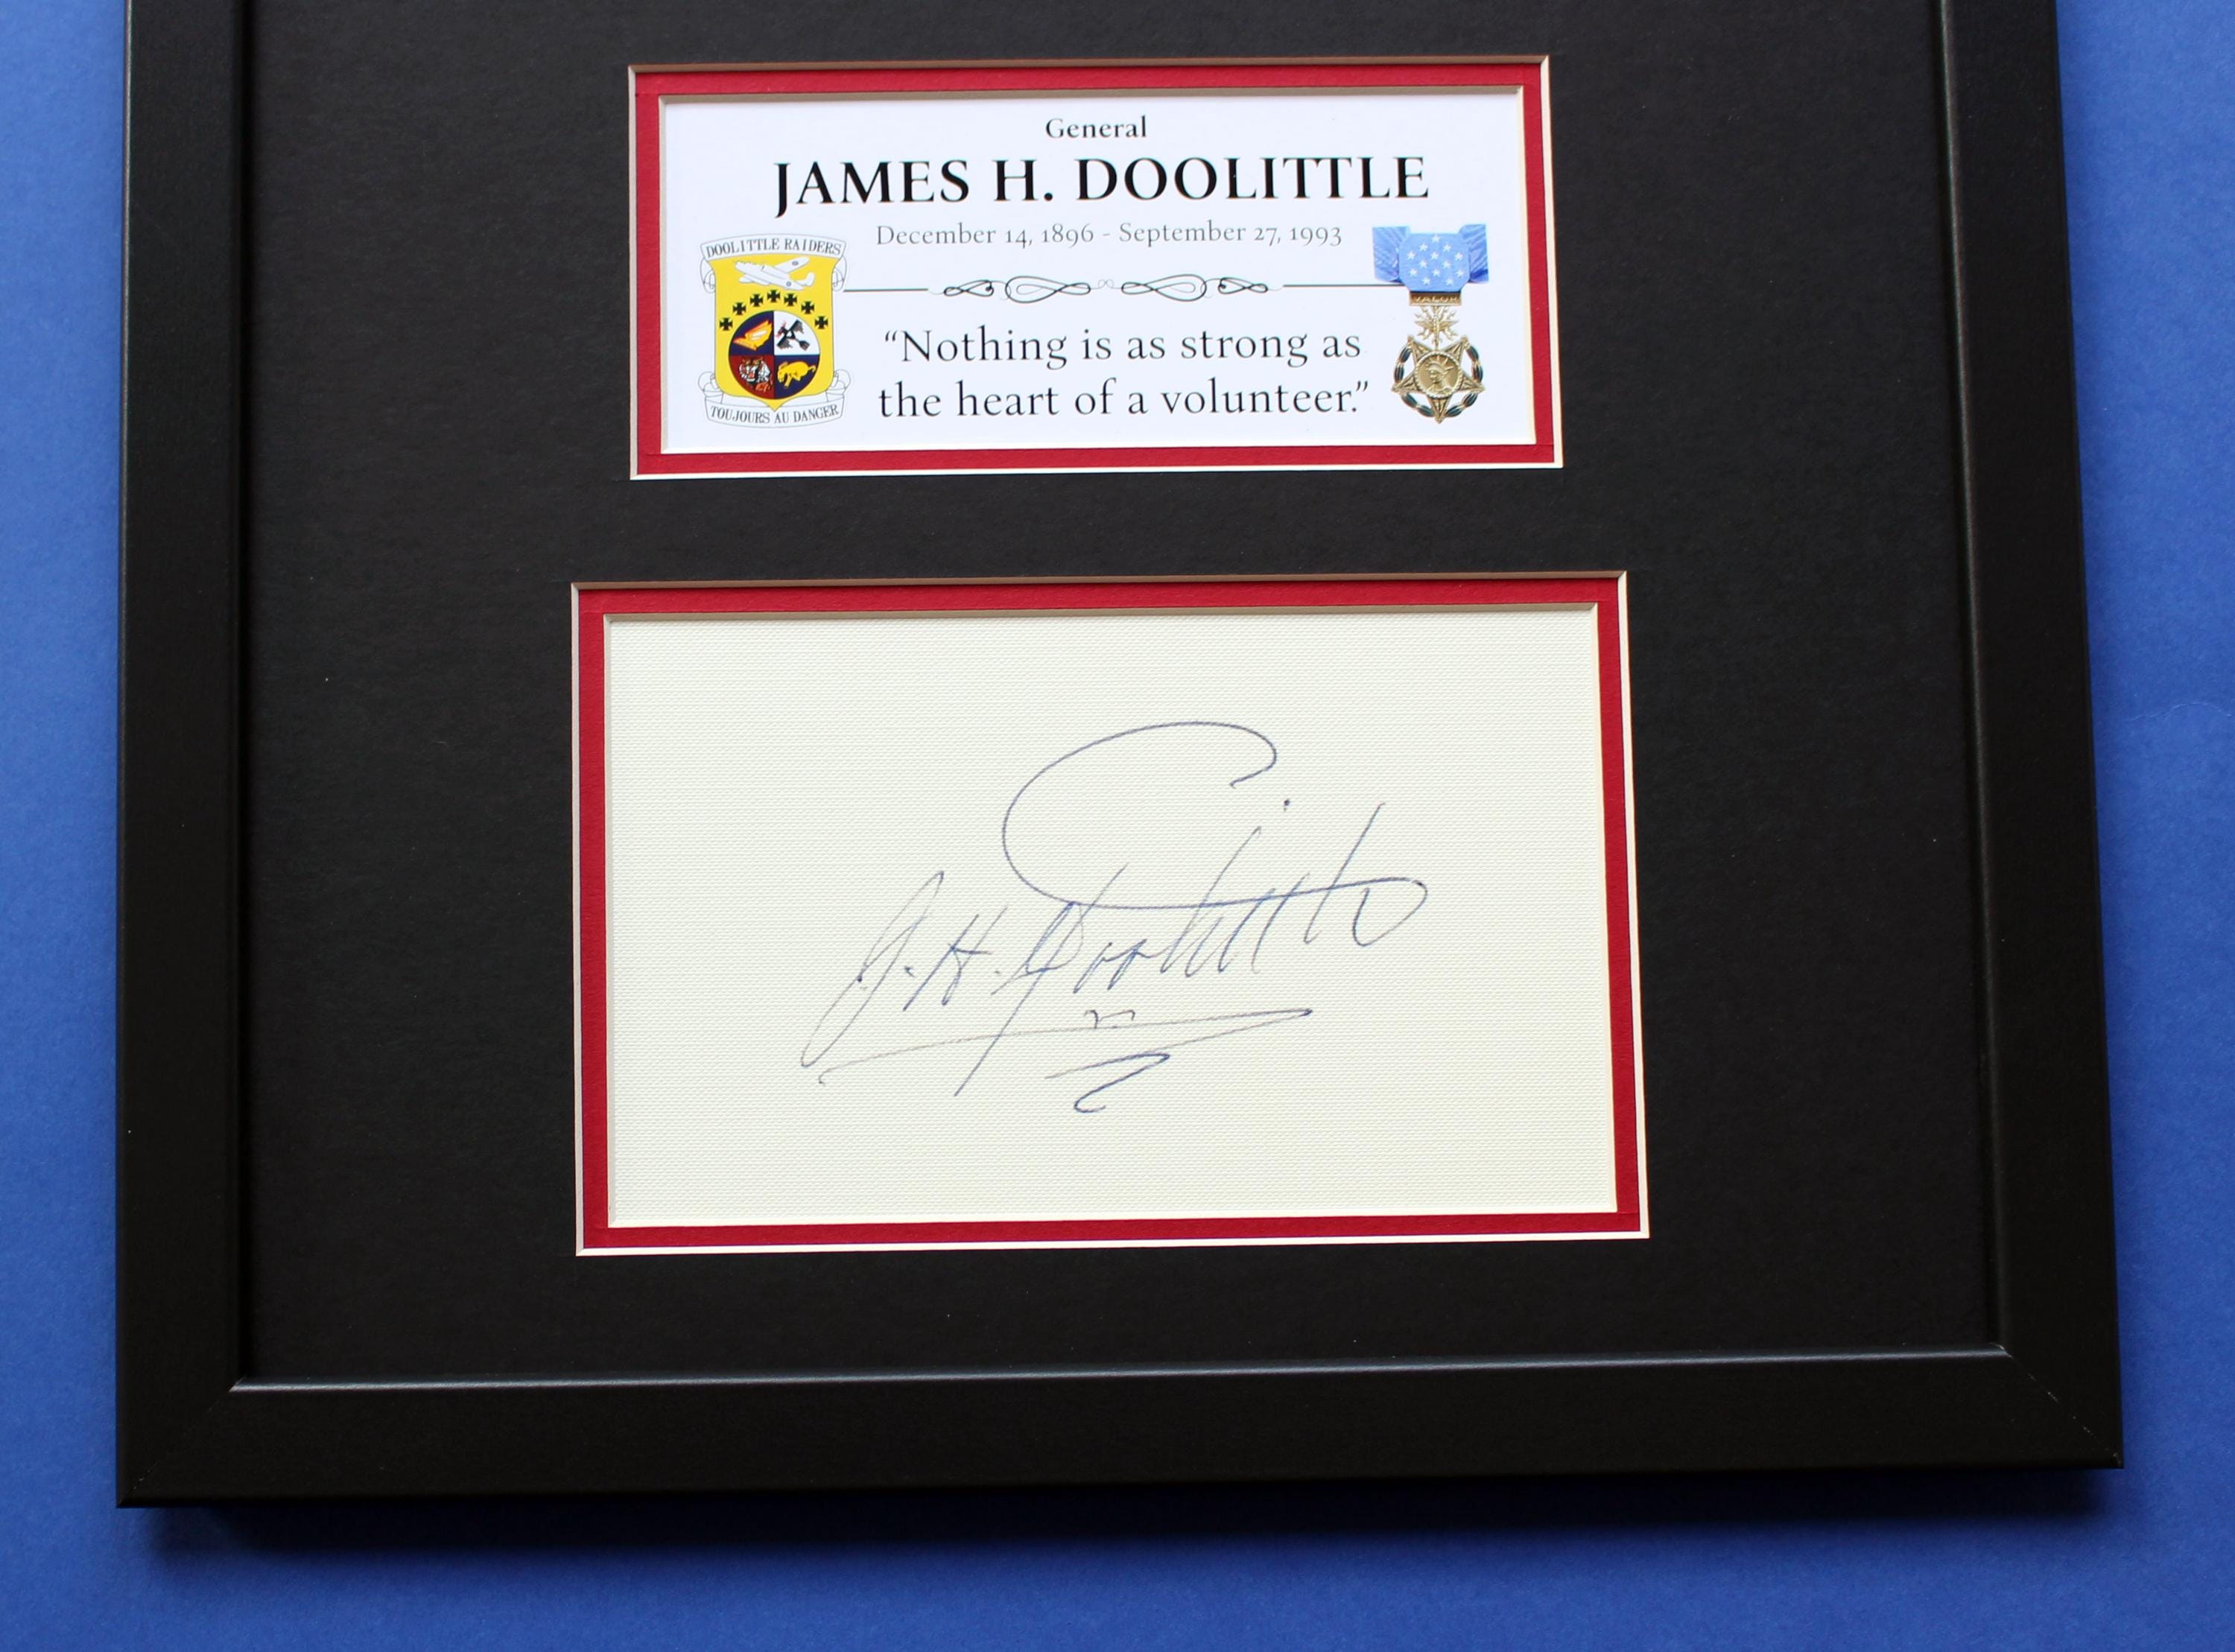 General
JAMES H. DOOLITTLE
December 14, 1896 - September 27, 1993
DOOLITTLE RAIDERS
TOUJOURS AU DANGER
“Nothing is as strong as
the heart of a volunteer.”
J. H. Doolittle